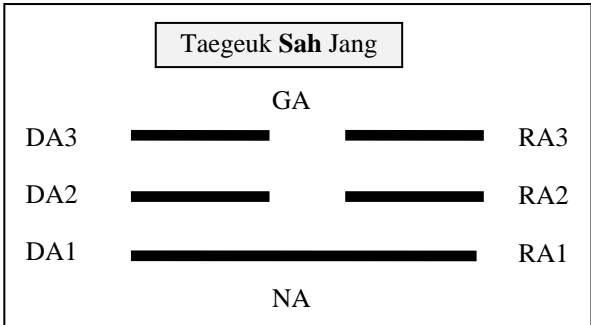 Taegeuk Sah Jang
GA
DA3 RA3
DA2 RA2
DA1 RA1
NA